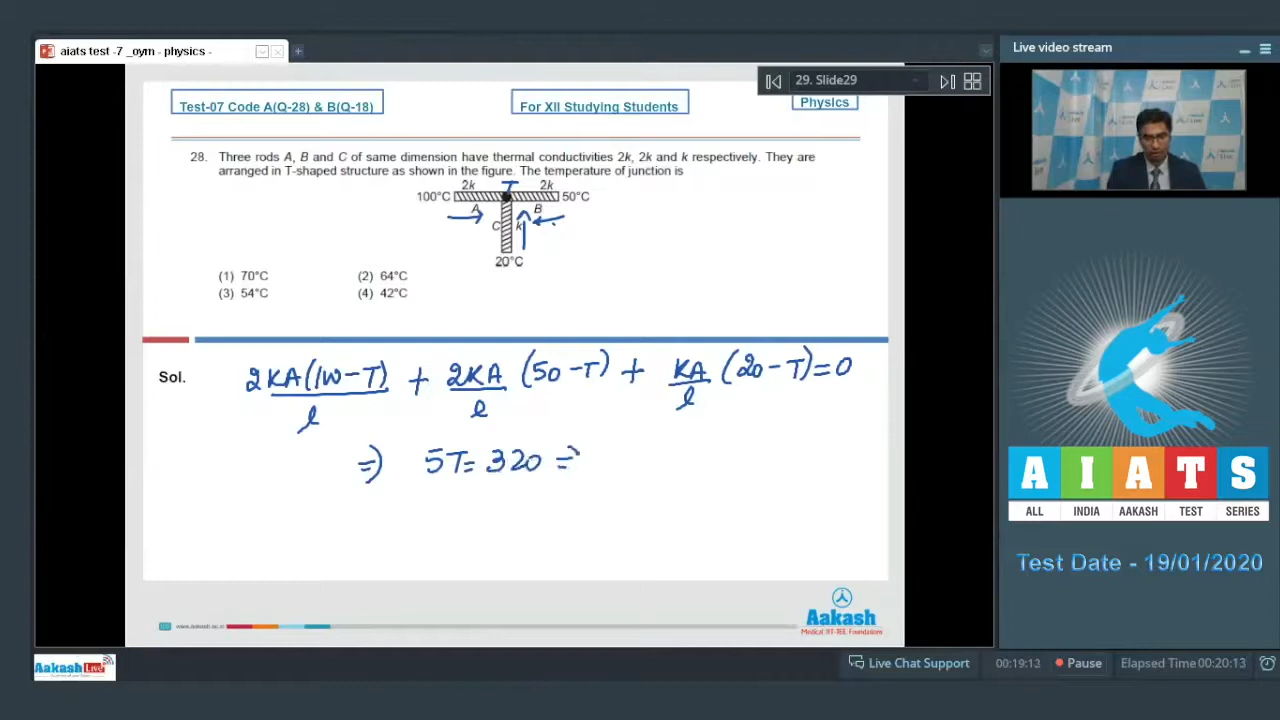 aiats test -7 _oym - physics -
Live video stream
29. Slide29
Test-07 Code A(Q-28) & B(Q-18)
For XII Studying Students
Physics
28. Three rods A, B and C of same dimension have thermal conductivities 2k, 2k and k respectively. They are
arranged in T-shaped structure as shown in the figure. The temperature of junction is
2k T 2k
100°C 50°C
A B
C k
20°C
(1) 70°C (2) 64°C
(3) 54°C (4) 42°C
Sol. 2KA(100-T)/l + 2KA/l (50-T) + KA/l (20-T)=0
=) 5T= 320 =)
A I A T S
ALL INDIA AAKASH TEST SERIES
Test Date - 19/01/2020
www.aakash.ac.in
Aakash
Medical|IIT-JEE|Foundations
Aakash Live
Live Chat Support
00:19:13
Pause
Elapsed Time 00:20:13